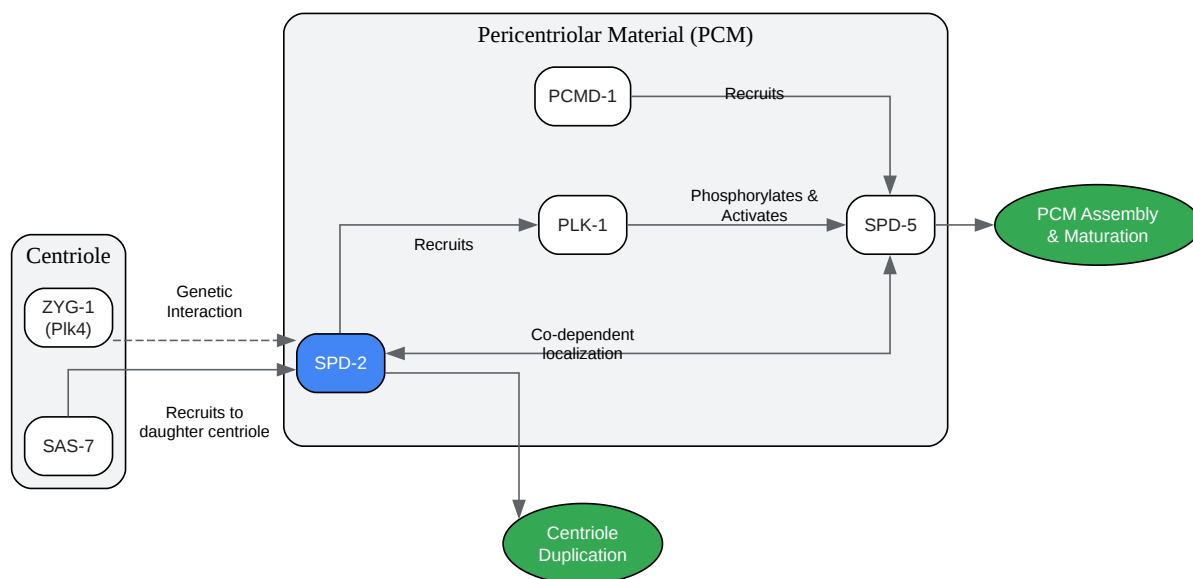 Pericentriolar Material (PCM)
PCMD-1
Recruits
Phosphorylates &
Activates
PLK-1
SPD-5
PCM Assembly
& Maturation
Recruits
Centriole
ZYG-1
(Plk4)
Genetic
Interaction
Co-dependent
localization
SPD-2
Recruits to
daughter centriole
SAS-7
Centriole
Duplication